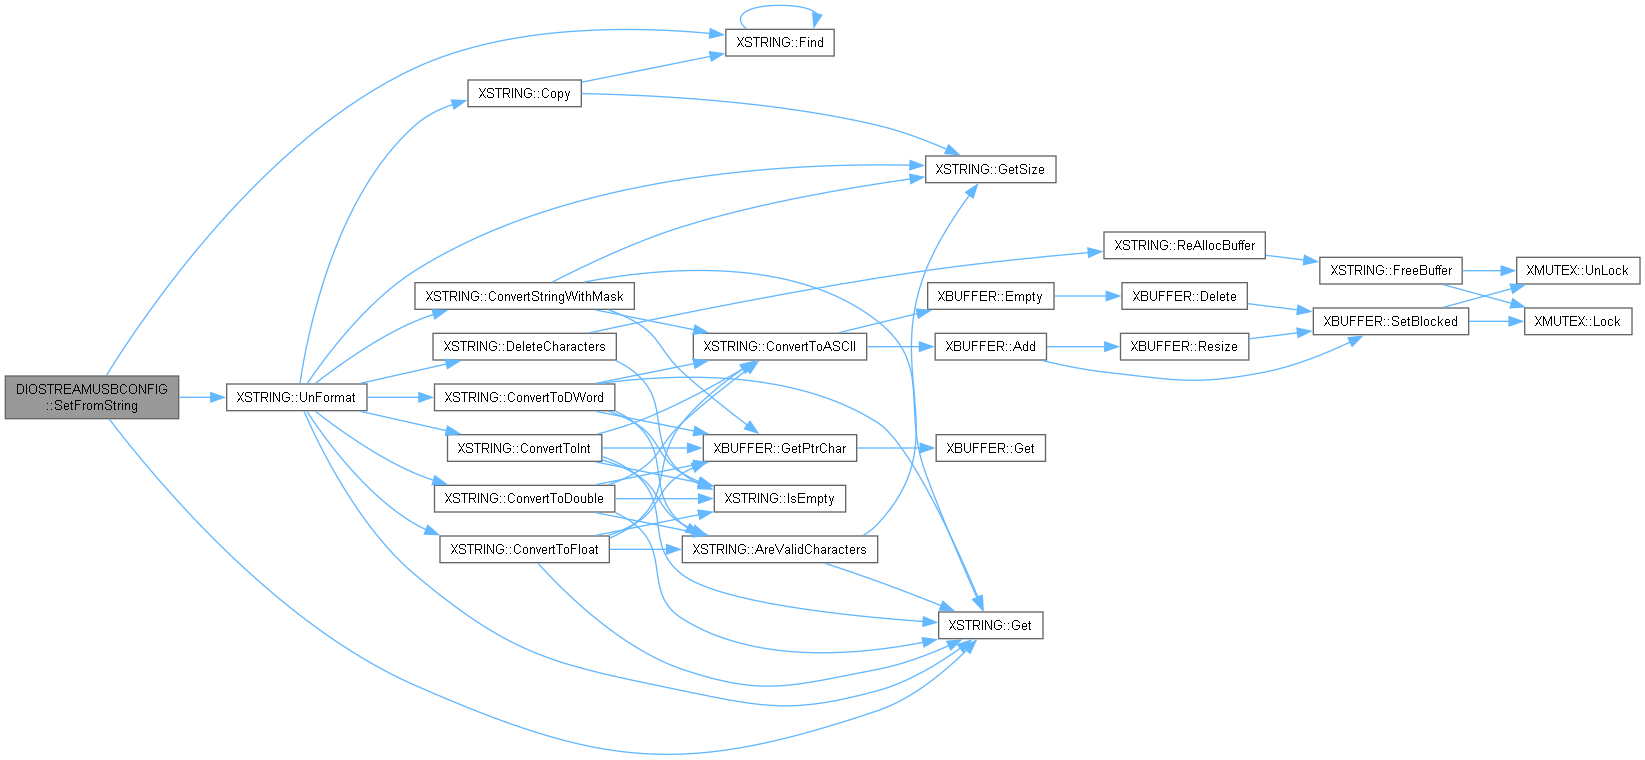 XSTRING::Find
XSTRING::Copy
XSTRING::GetSize
XSTRING::ReAllocBuffer
XSTRING::FreeBuffer
XMUTEX::UnLock
XSTRING::ConvertStringWithMask
XBUFFER::Empty
XBUFFER::Delete
XBUFFER::SetBlocked
XMUTEX::Lock
XSTRING::DeleteCharacters
XSTRING::ConvertToASCII
XBUFFER::Add
XBUFFER::Resize
DIOSTREAMUSBCONFIG
::SetFromString
XSTRING::UnFormat
XSTRING::ConvertToDWord
XSTRING::ConvertToInt
XBUFFER::GetPtrChar
XBUFFER::Get
XSTRING::ConvertToDouble
XSTRING::IsEmpty
XSTRING::ConvertToFloat
XSTRING::AreValidCharacters
XSTRING::Get